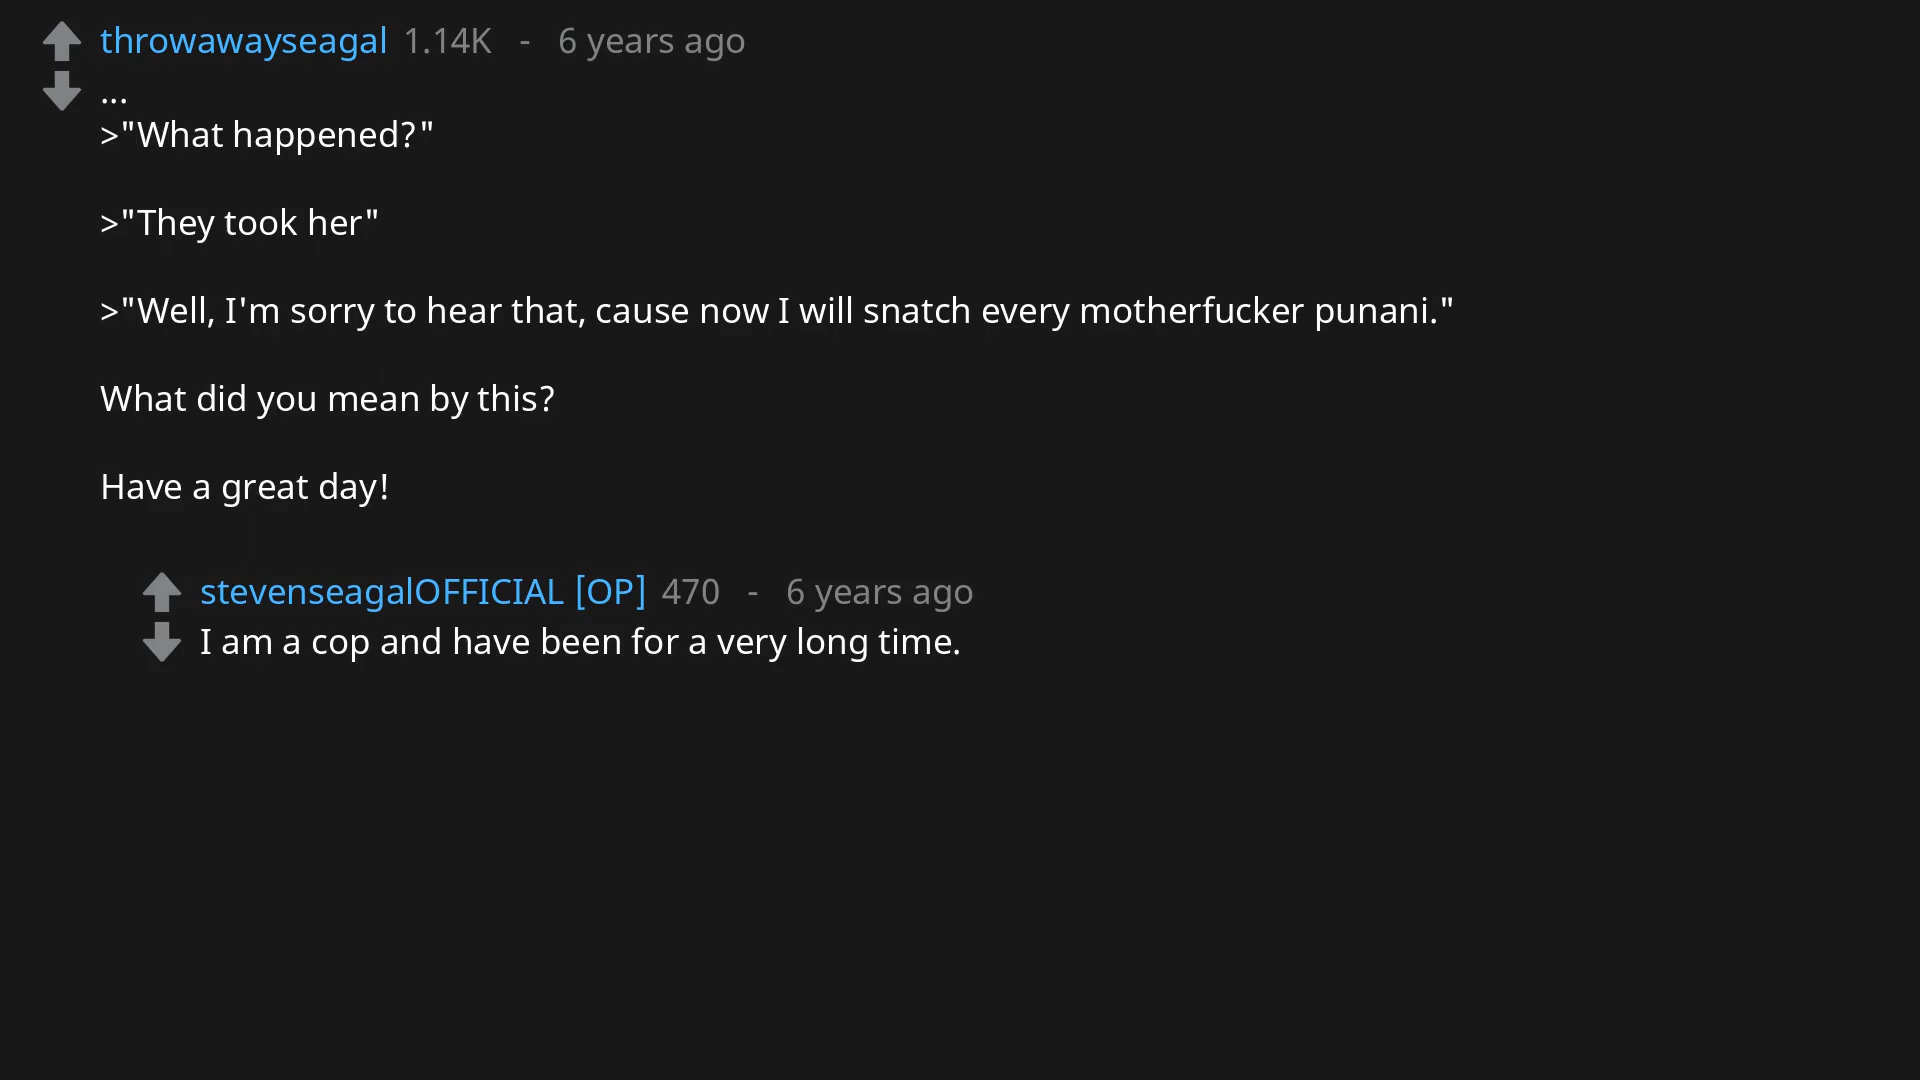 throwawayseagal 1.14K - 6 years ago
...
>"What happened?"
>"They took her"
>"Well, I'm sorry to hear that, cause now I will snatch every motherfucker punani."
What did you mean by this?
Have a great day!
stevenseagalOFFICIAL [OP] 470 - 6 years ago
I am a cop and have been for a very long time.